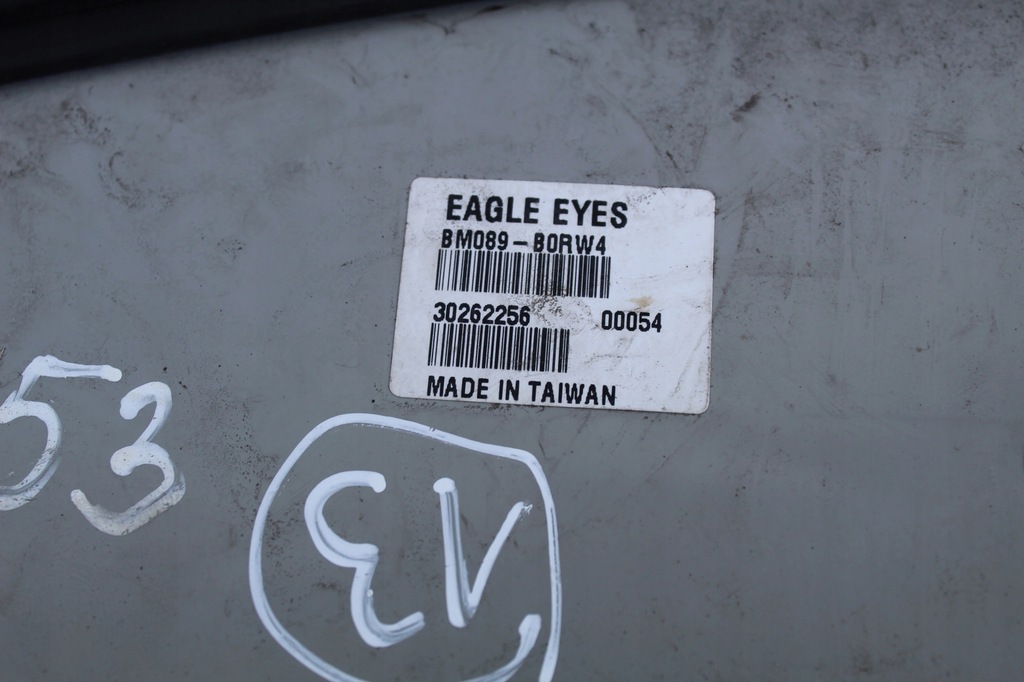 EAGLE EYES
BM089-B0RW4
30262256 00054
MADE IN TAIWAN
53
EV